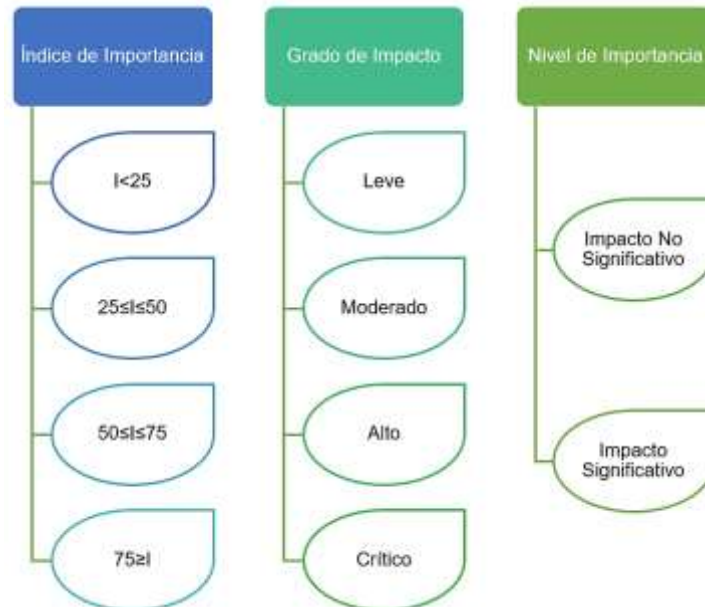 Índice de Importancia
I<25
25≤I≤50
50≤I≤75
75≥I
Grado de Impacto
Leve
Moderado
Alto
Crítico
Nivel de Importancia
Impacto No
Significativo
Impacto
Significativo